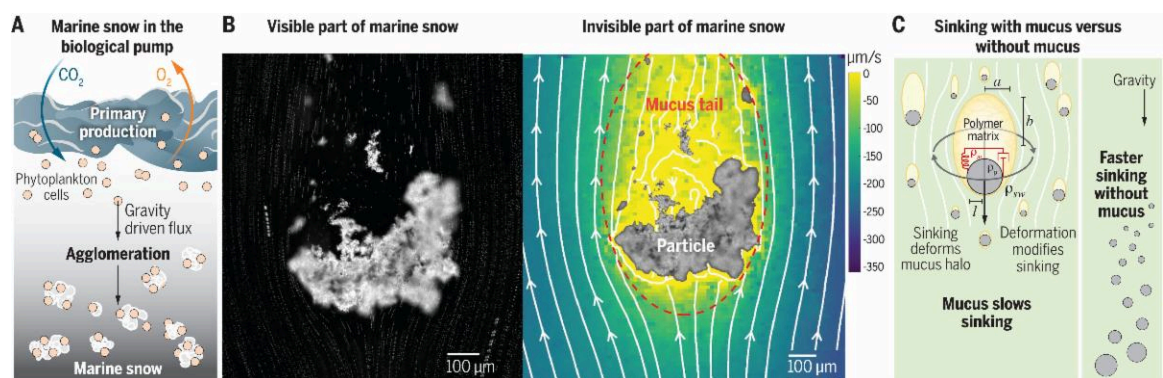 A
Marine snow in the
biological pump
CO2
O2
Primary
production
Phytoplankton
cells
Gravity
driven flux
Agglomeration
Marine snow
B
Visible part of marine snow
100 μm
Invisible part of marine snow
Mucus tail
Particle
100 μm
μm/s
0
-50
-100
-150
-200
-250
-300
-350
C
Sinking with mucus versus
without mucus
a
b
Polymer
matrix
ρp
ρsw
l
Sinking
deforms
mucus halo
Deformation
modifies
sinking
Mucus slows
sinking
Gravity
Faster
sinking
without
mucus